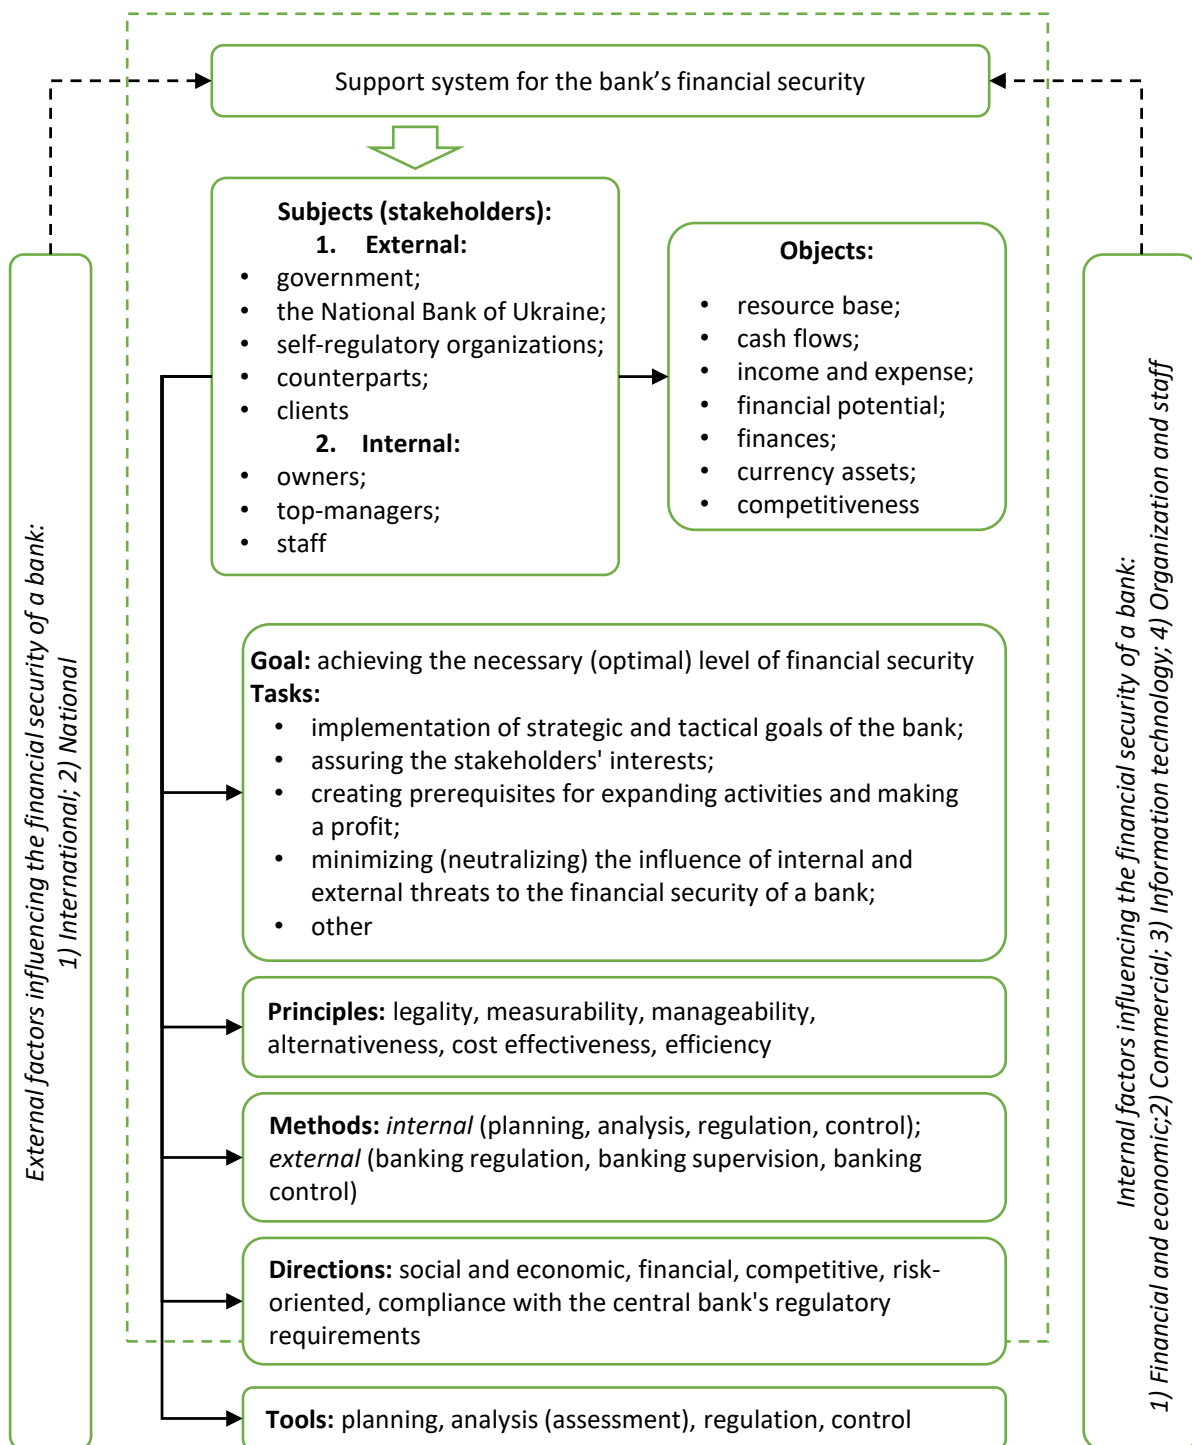 Support system for the bank's financial security
Subjects (stakeholders):
1. External:
• government;
• the National Bank of Ukraine;
• self-regulatory organizations;
• counterparts;
• clients
2. Internal:
• owners;
• top-managers;
• staff
Objects:
• resource base;
• cash flows;
• income and expense;
• financial potential;
• finances;
• currency assets;
• competitiveness
Goal: achieving the necessary (optimal) level of financial security
Tasks:
• implementation of strategic and tactical goals of the bank;
• assuring the stakeholders' interests;
• creating prerequisites for expanding activities and making
a profit;
• minimizing (neutralizing) the influence of internal and
external threats to the financial security of a bank;
• other
Principles: legality, measurability, manageability,
alternativeness, cost effectiveness, efficiency
Methods: internal (planning, analysis, regulation, control);
external (banking regulation, banking supervision, banking
control)
Directions: social and economic, financial, competitive, risk-
oriented, compliance with the central bank's regulatory
requirements
Tools: planning, analysis (assessment), regulation, control
External factors influencing the financial security of a bank:
1) International; 2) National
Internal factors influencing the financial security of a bank:
1) Financial and economic;2) Commercial; 3) Information technology; 4) Organization and staff